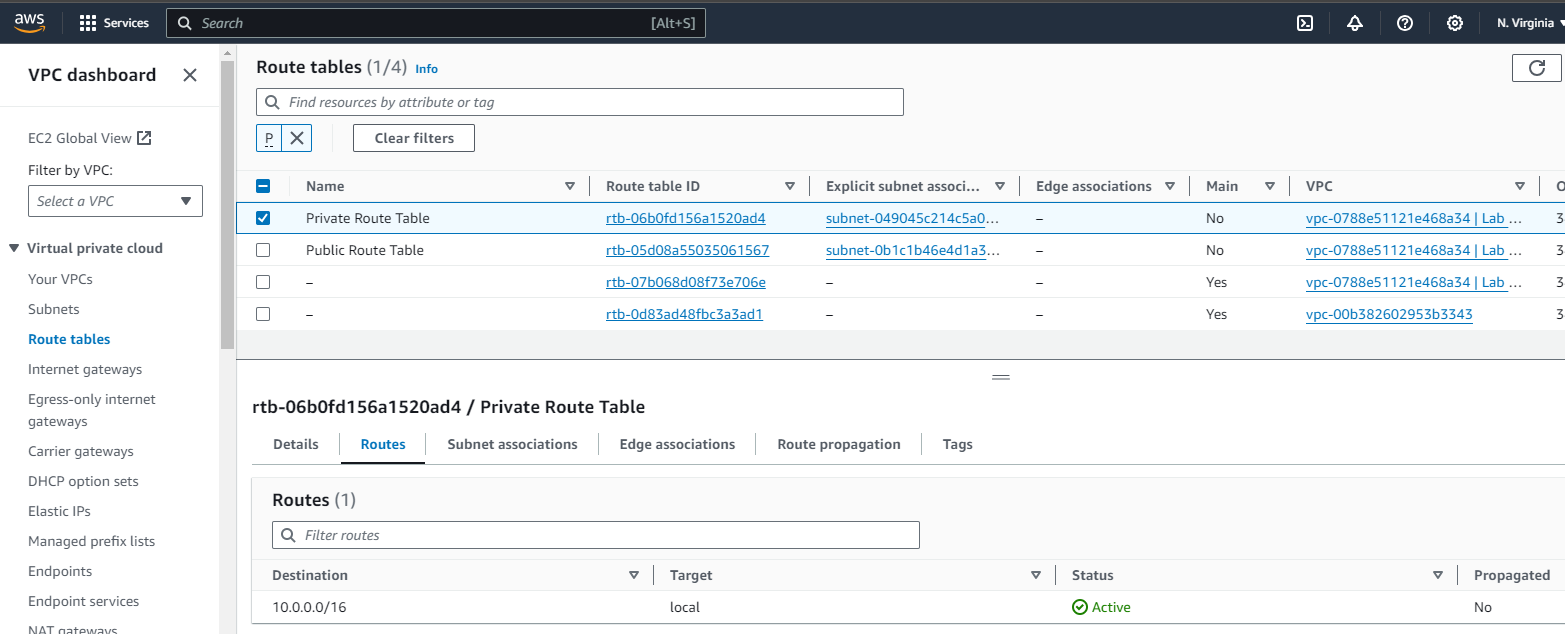 aws Services Search [Alt+S] N. Virginia
VPC dashboard
EC2 Global View
Filter by VPC:
Select a VPC
Virtual private cloud
Your VPCs
Subnets
Route tables
Internet gateways
Egress-only internet
gateways
Carrier gateways
DHCP option sets
Elastic IPs
Managed prefix lists
Endpoints
Endpoint services
NAT gateways
Route tables (1/4) Info
Find resources by attribute or tag
P Clear filters
Name Route table ID Explicit subnet associ... Edge associations Main VPC
Private Route Table rtb-06b0fd156a1520ad4 subnet-049045c214c5a0... – No vpc-0788e51121e468a34 | Lab ...
Public Route Table rtb-05d08a55035061567 subnet-0b1c1b46e4d1a3... – No vpc-0788e51121e468a34 | Lab ...
– rtb-07b068d08f73e706e – – Yes vpc-0788e51121e468a34 | Lab ...
– rtb-0d83ad48fbc3a3ad1 – – Yes vpc-00b382602953b3343
rtb-06b0fd156a1520ad4 / Private Route Table
Details Routes Subnet associations Edge associations Route propagation Tags
Routes (1)
Filter routes
Destination Target Status Propagated
10.0.0.0/16 local Active No